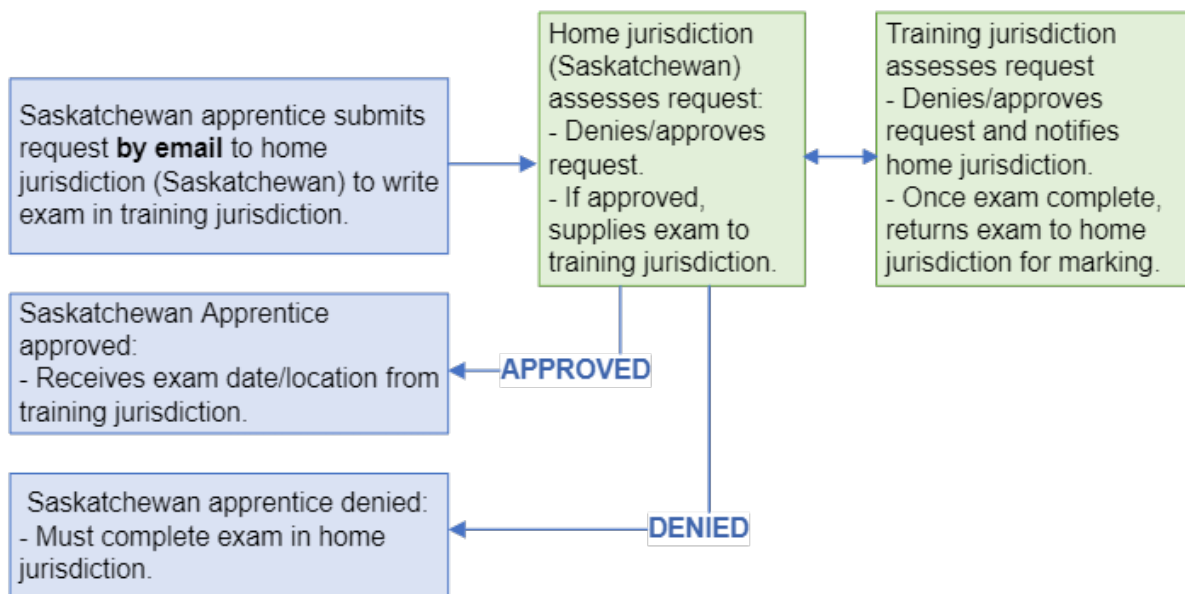 Saskatchewan apprentice submits
request by email to home
jurisdiction (Saskatchewan) to write
exam in training jurisdiction.
Home jurisdiction
(Saskatchewan)
assesses request:
- Denies/approves
request.
- If approved,
supplies exam to
training jurisdiction.
Training jurisdiction
assesses request
- Denies/approves
request and notifies
home jurisdiction.
- Once exam complete,
returns exam to home
jurisdiction for marking.
Saskatchewan Apprentice
approved:
- Receives exam date/location from
training jurisdiction.
APPROVED
Saskatchewan apprentice denied:
- Must complete exam in home
jurisdiction.
DENIED